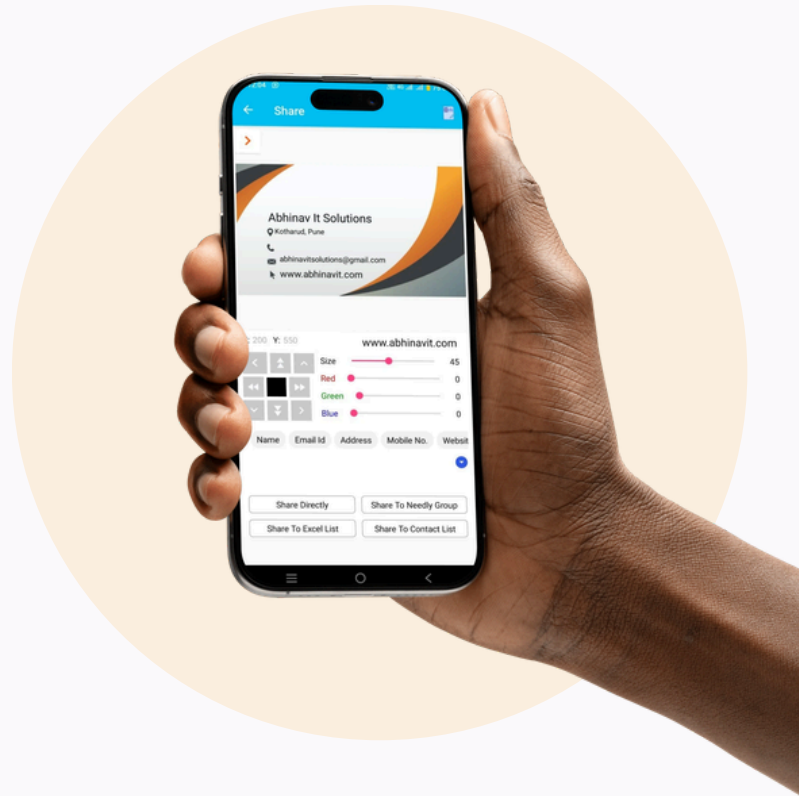 Share
Abhinav It Solutions
Kotharud, Pune
abhinavitsolutions@gmail.com
www.abhinavit.com
200 Y: 550
www.abhinavit.com
Size 45
Red 0
Green 0
Blue 0
Name Email Id Address Mobile No. Websit
Share Directly Share To Needly Group
Share To Excel List Share To Contact List